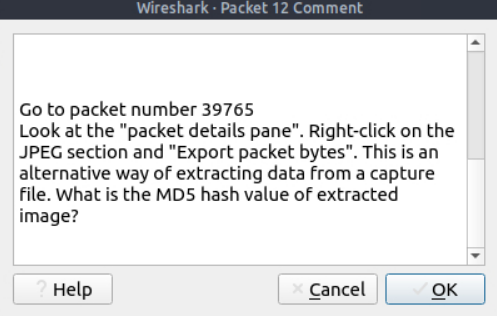 Wireshark · Packet 12 Comment
Go to packet number 39765
Look at the "packet details pane". Right-click on the
JPEG section and "Export packet bytes". This is an
alternative way of extracting data from a capture
file. What is the MD5 hash value of extracted
image?
? Help
Cancel
OK